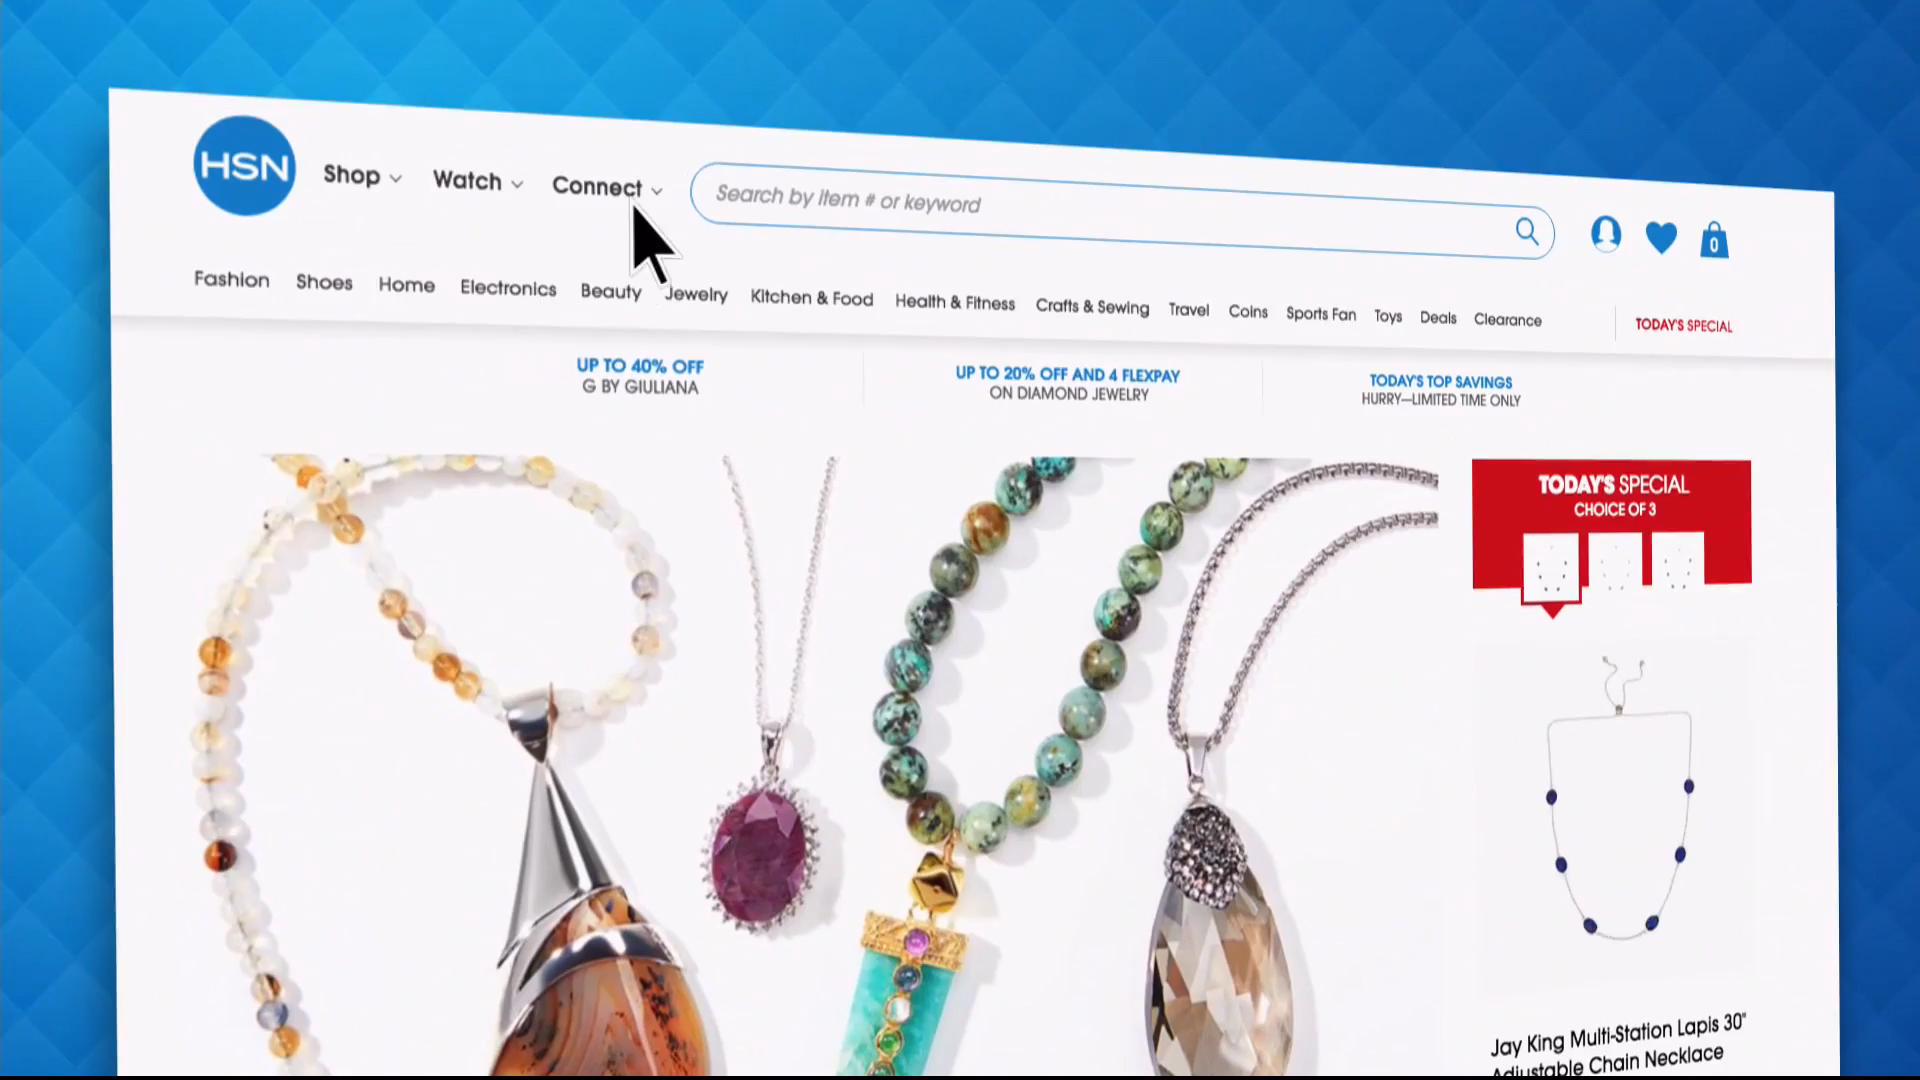 HSN
Shop
Watch
Connect
Search by item # or keyword
0
Fashion Shoes Home Electronics Beauty Jewelry Kitchen & Food Health & Fitness Crafts & Sewing Travel Coins Sports Fan Toys Deals Clearance
TODAY'S SPECIAL
UP TO 40% OFF
G BY GIULIANA
UP TO 20% OFF AND 4 FLEXPAY
ON DIAMOND JEWELRY
TODAY'S TOP SAVINGS
HURRY—LIMITED TIME ONLY
TODAY'S SPECIAL
CHOICE OF 3
Jay King Multi-Station Lapis 30"
Adjustable Chain Necklace